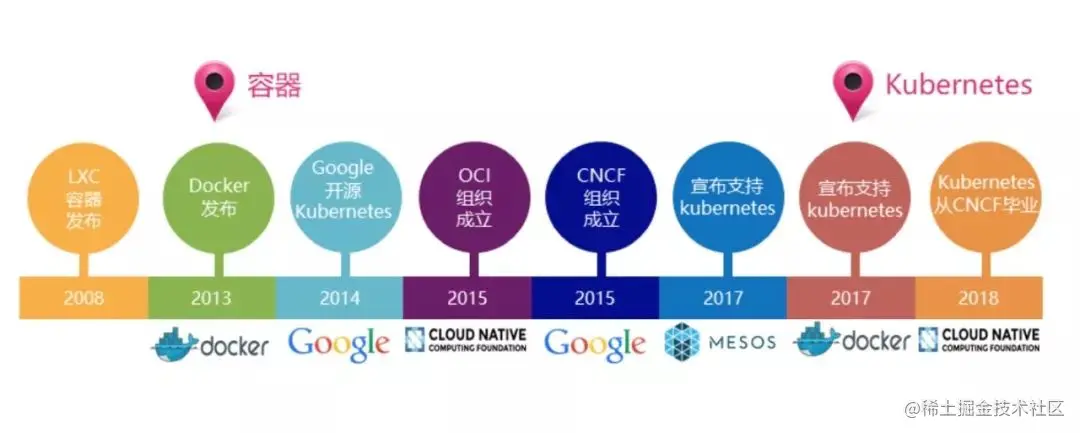 容器
Kubernetes
LXC
容器
发布
Docker
发布
Google
开源
Kubernetes
OCI
组织
成立
CNCF
组织
成立
宣布支持
kubernetes
宣布支持
kubernetes
Kubernetes
从CNCF毕业
2008
2013
2014
2015
2015
2017
2017
2018
docker
Google
CLOUD NATIVE
COMPUTING FOUNDATION
Google
MESOS
docker
CLOUD NATIVE
COMPUTING FOUNDATION
@稀土掘金技术社区